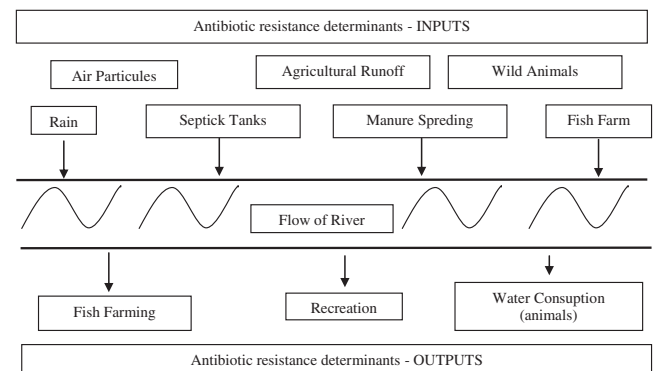 Antibiotic resistance determinants - INPUTS
Air Particules
Agricultural Runoff
Wild Animals
Rain
Septick Tanks
Manure Spreding
Fish Farm
Flow of River
Fish Farming
Recreation
Water Consuption
(animals)
Antibiotic resistance determinants - OUTPUTS